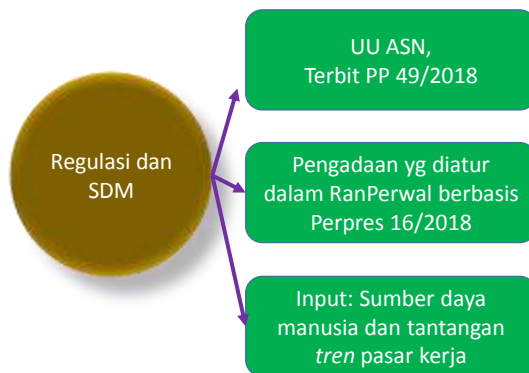 Regulasi dan
SDM
UU ASN,
Terbit PP 49/2018
Pengadaan yg diatur
dalam RanPerwal berbasis
Perpres 16/2018
Input: Sumber daya
manusia dan tantangan
tren pasar kerja